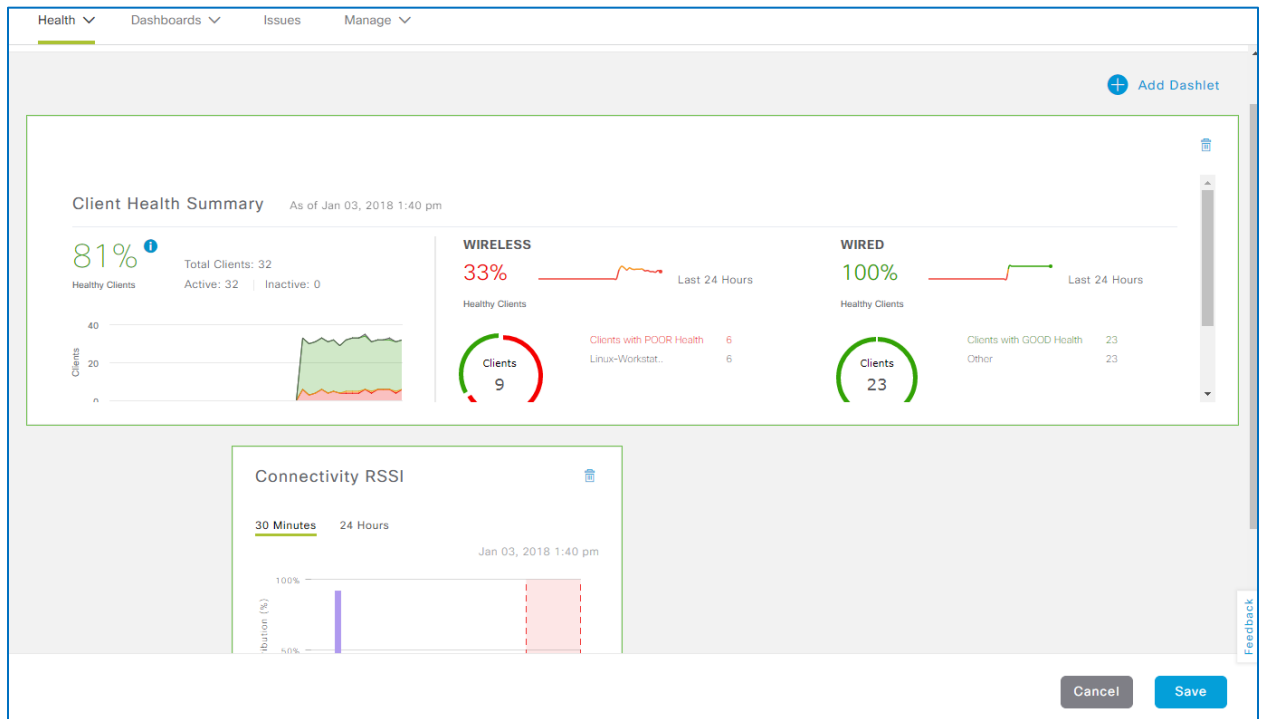 Health Dashboards Issues Manage
Add Dashlet
Client Health Summary As of Jan 03, 2018 1:40 pm
81% i
Healthy Clients
Total Clients: 32
Active: 32 | Inactive: 0
40
20
0
Clients
WIRELESS
33% Last 24 Hours
Healthy Clients
Clients
9
Clients with POOR Health 6
Linux-Workstat.. 6
WIRED
100% Last 24 Hours
Healthy Clients
Clients
23
Clients with GOOD Health 23
Other 23
Connectivity RSSI
30 Minutes 24 Hours
Jan 03, 2018 1:40 pm
100%
50%
ibution (%)
Feedback
Cancel Save